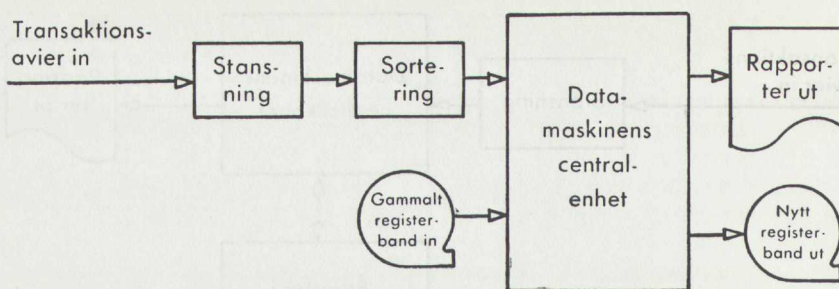 Transaktions-
avier in
Stans-
ning
Sorte-
ring
Data-
maskinens
central-
enhet
Rappor-
ter ut
Gammalt
register-
band in
Nytt
register-
band ut